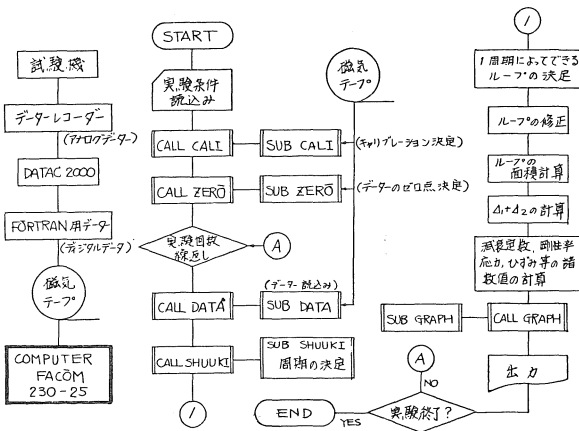 試験機
データーレコーダー
(アナログデーター)
DATAC 2000
FORTRAN用データー
(ディジタルデータ)
磁気
テープ
COMPUTER
FACŌM
230-25
START
実験条件
読込み
CALL CALI
SUB CALI
(キャリブレーション決定)
磁気
テープ
CALL ZERŌ
SUB ZERŌ
(データーのゼロ点決定)
実験回数
繰返し
A
(データー読込み)
CALL DATA
SUB DATA
CALL SHUUKI
SUB SHUUKI
周期の決定
1
1
1周期によってできる
ループの決定
ループの修正
ループの
面積計算
Δ1+Δ2の計算
減衰定数、剛性率
応力、ひずみ等の諸
数値の計算
SUB GRAPH
CALL GRAPH
出力
A
NO
実験終了?
YES
END